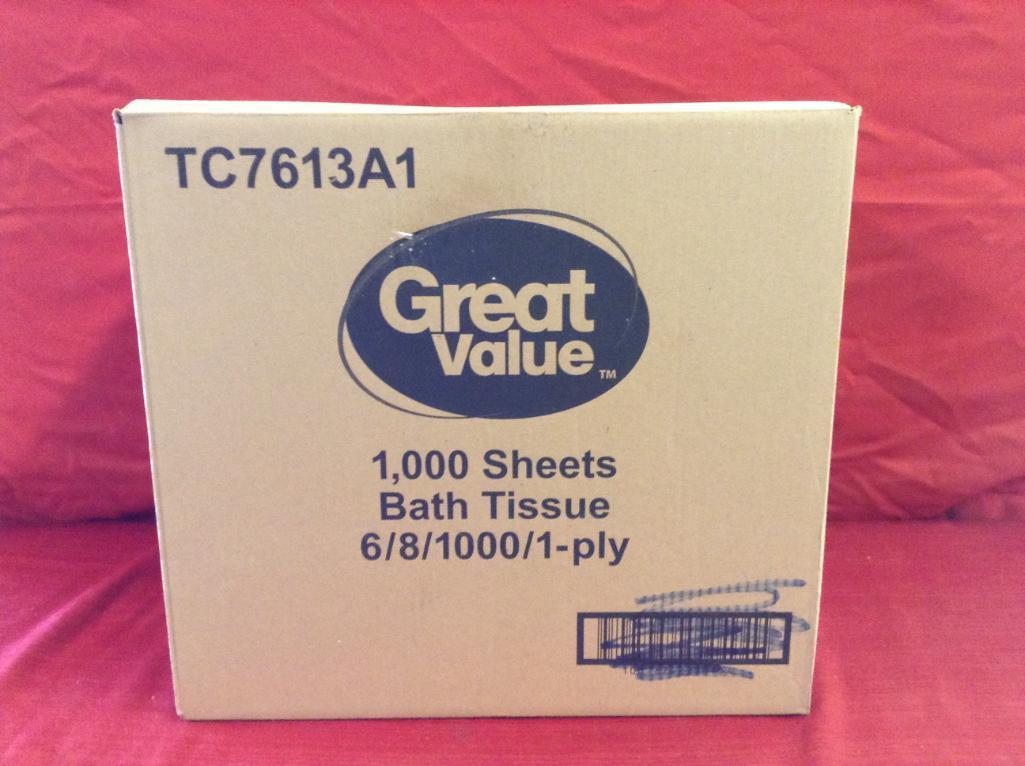 TC7613A1
Great
Value
TM
1,000 Sheets
Bath Tissue
6/8/1000/1-ply